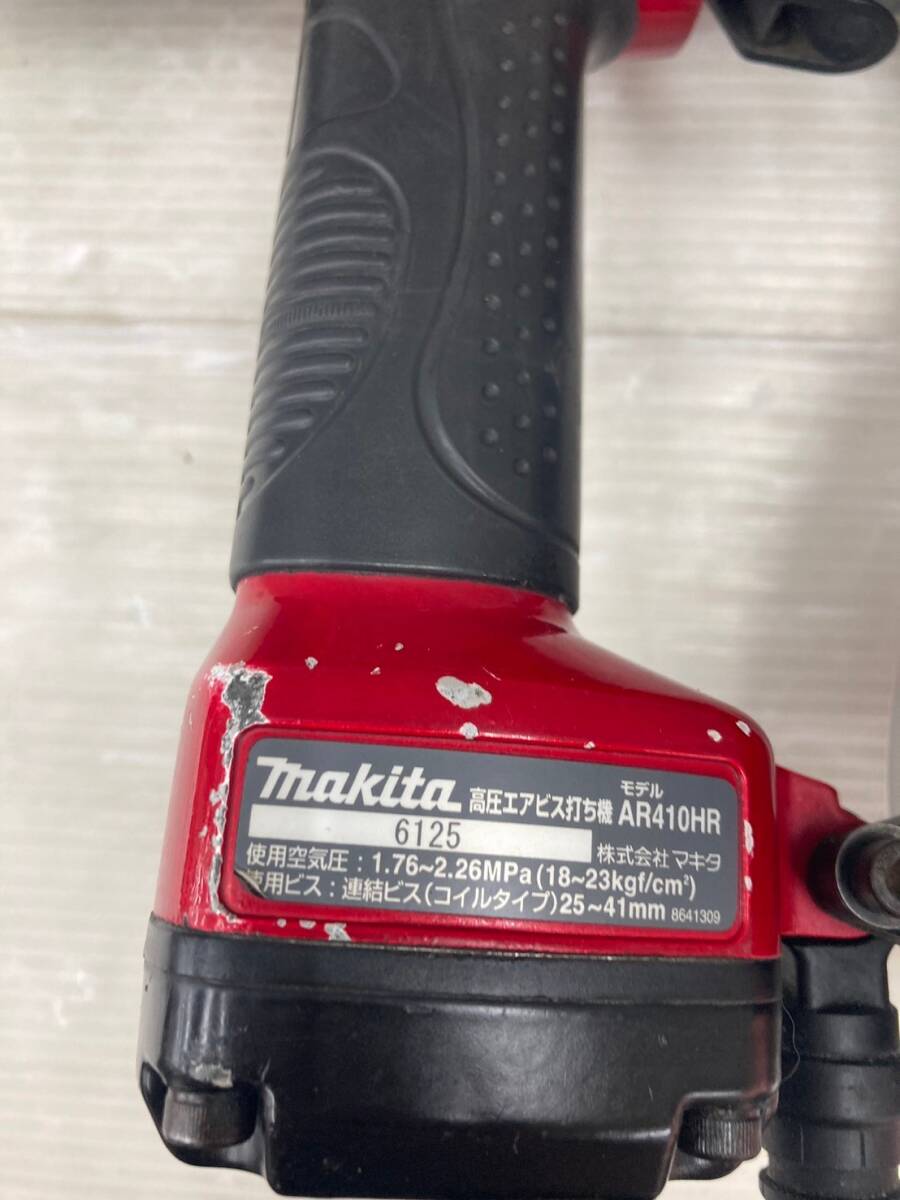 makita 高圧エアビス打ち機 モデル AR410HR
6125 株式会社マキタ
使用空気圧：1.76~2.26MPa(18~23kgf/cm²)
使用ビス：連結ビス(コイルタイプ)25~41mm 8641309